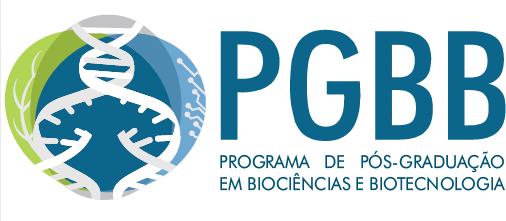 PGBB
PROGRAMA DE PÓS-GRADUAÇÃO
EM BIOCIÊNCIAS E BIOTECNOLOGIA